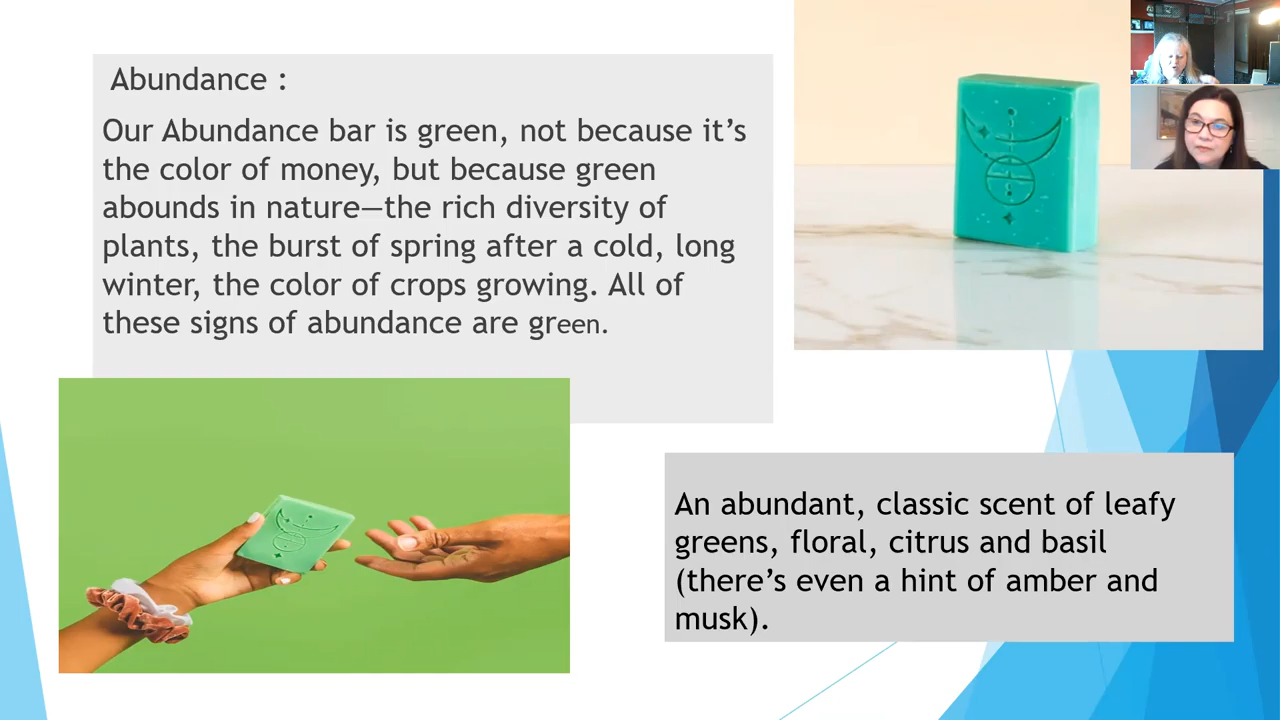 Abundance :
Our Abundance bar is green, not because it’s
the color of money, but because green
abounds in nature—the rich diversity of
plants, the burst of spring after a cold, long
winter, the color of crops growing. All of
these signs of abundance are green.
An abundant, classic scent of leafy
greens, floral, citrus and basil
(there’s even a hint of amber and
musk).